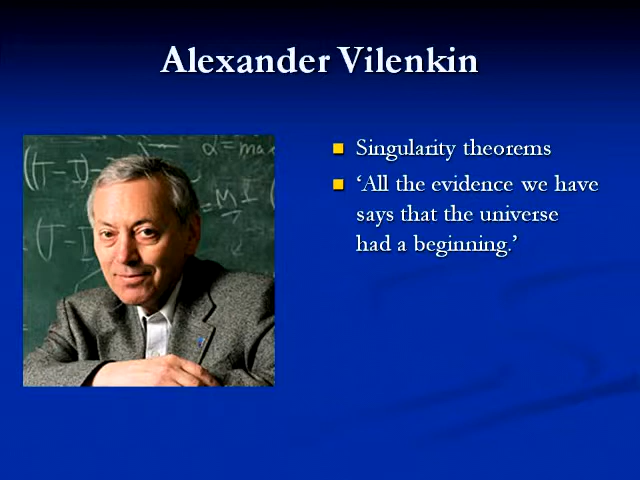 Alexander Vilenkin
Singularity theorems
‘All the evidence we have
says that the universe
had a beginning.’